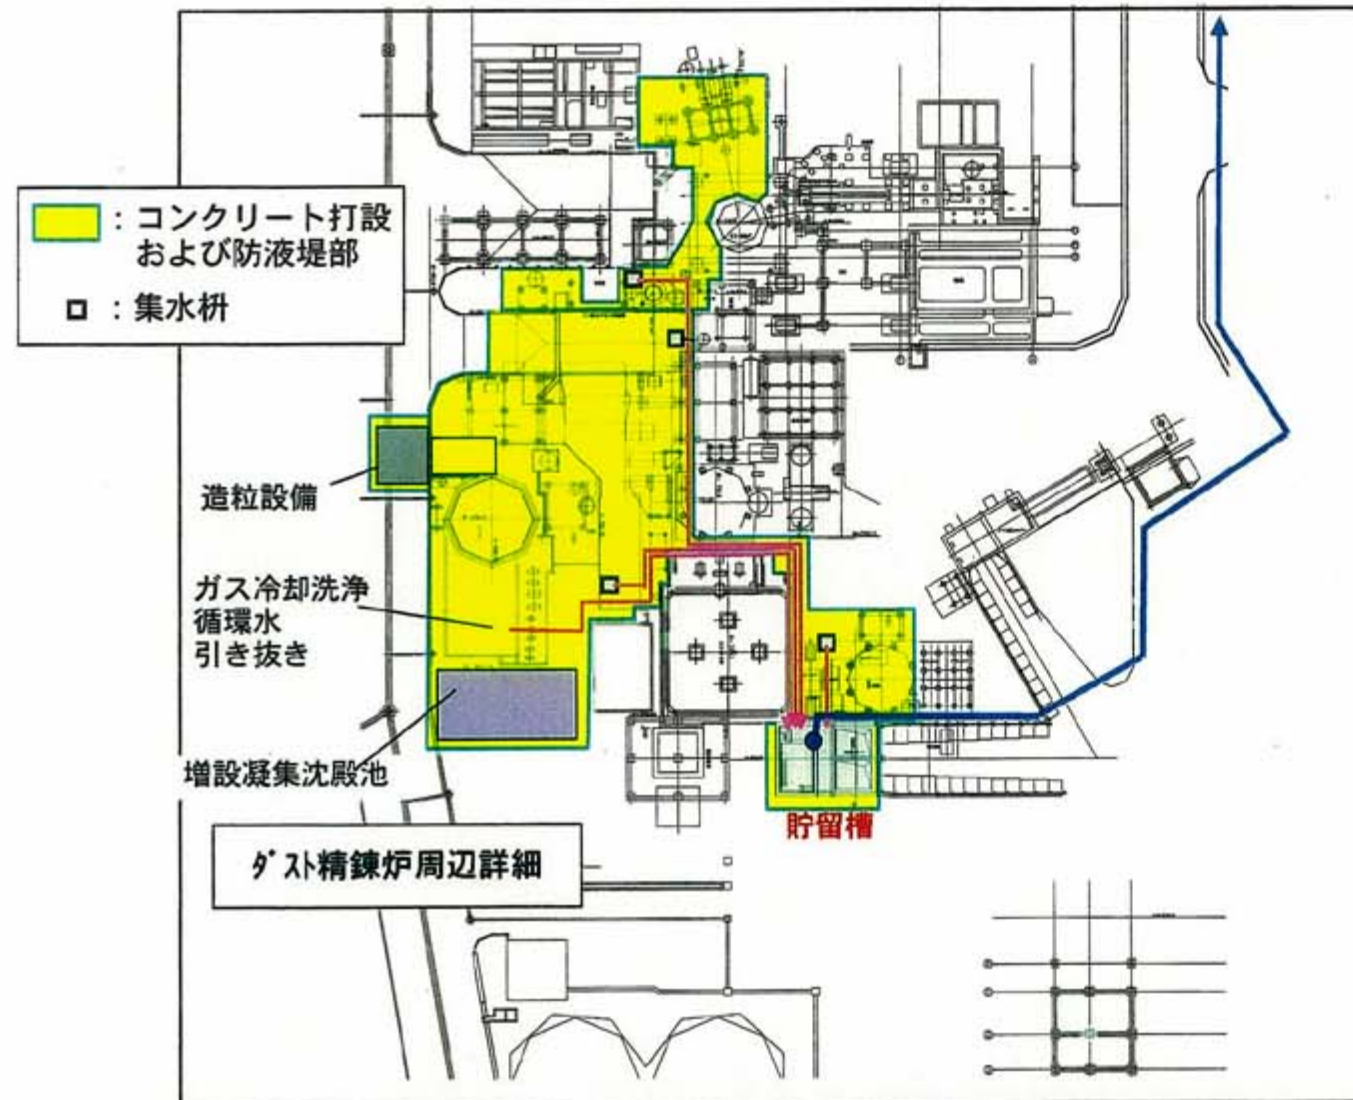 ：コンクリート打設
および防液堤部
：集水枡
造粒設備
ガス冷却洗浄
循環水
引き抜き
増設凝集沈殿池
貯留槽
ダスト精錬炉周辺詳細